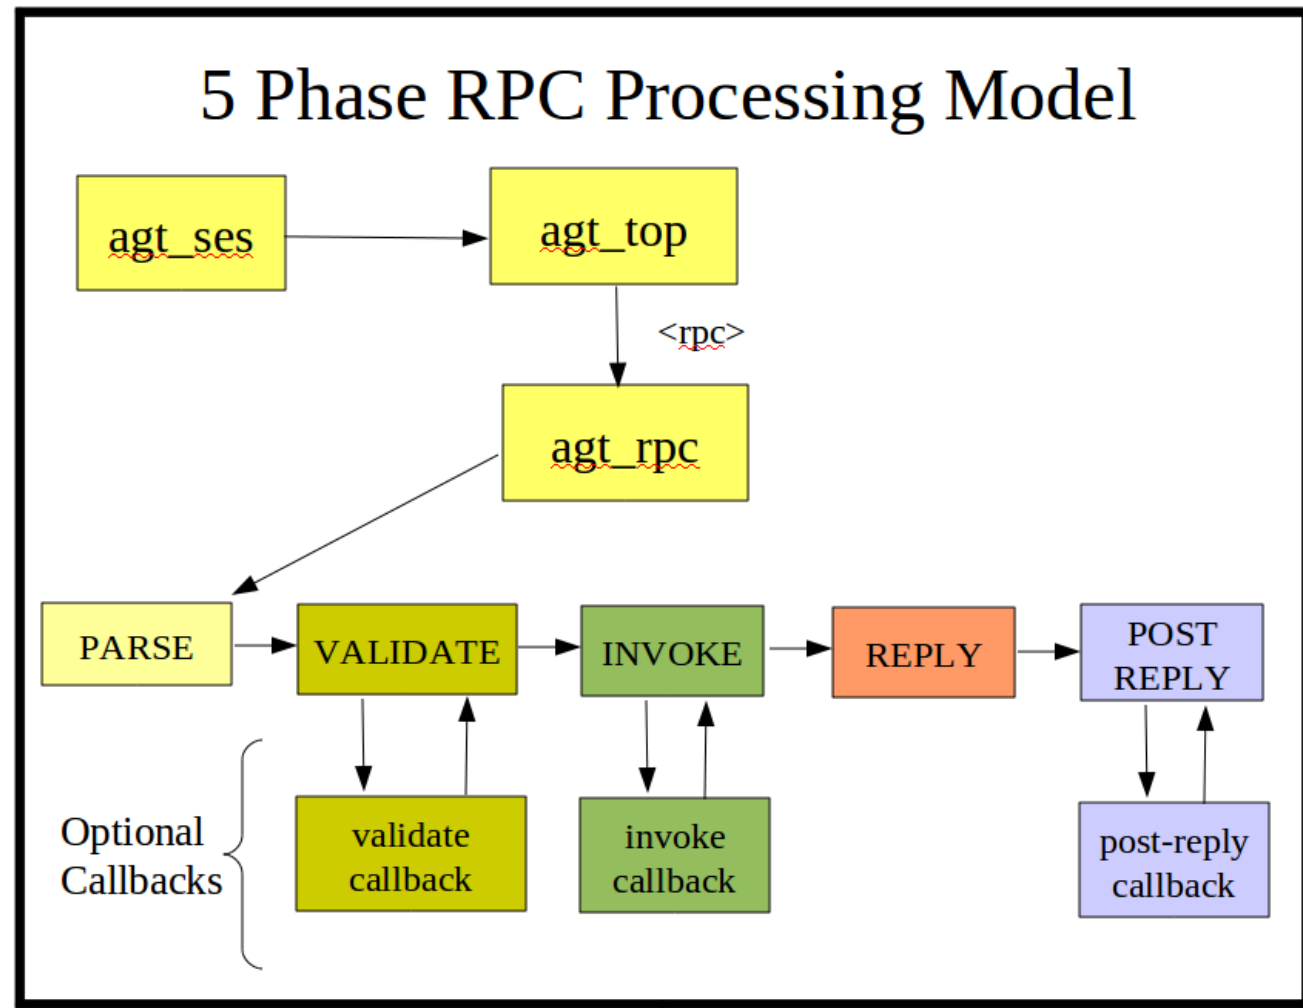 5 Phase RPC Processing Model
agt_ses
agt_top
<rpc>
agt_rpc
PARSE
VALIDATE
INVOKE
REPLY
POST
REPLY
Optional
Callbacks
validate
callback
invoke
callback
post-reply
callback